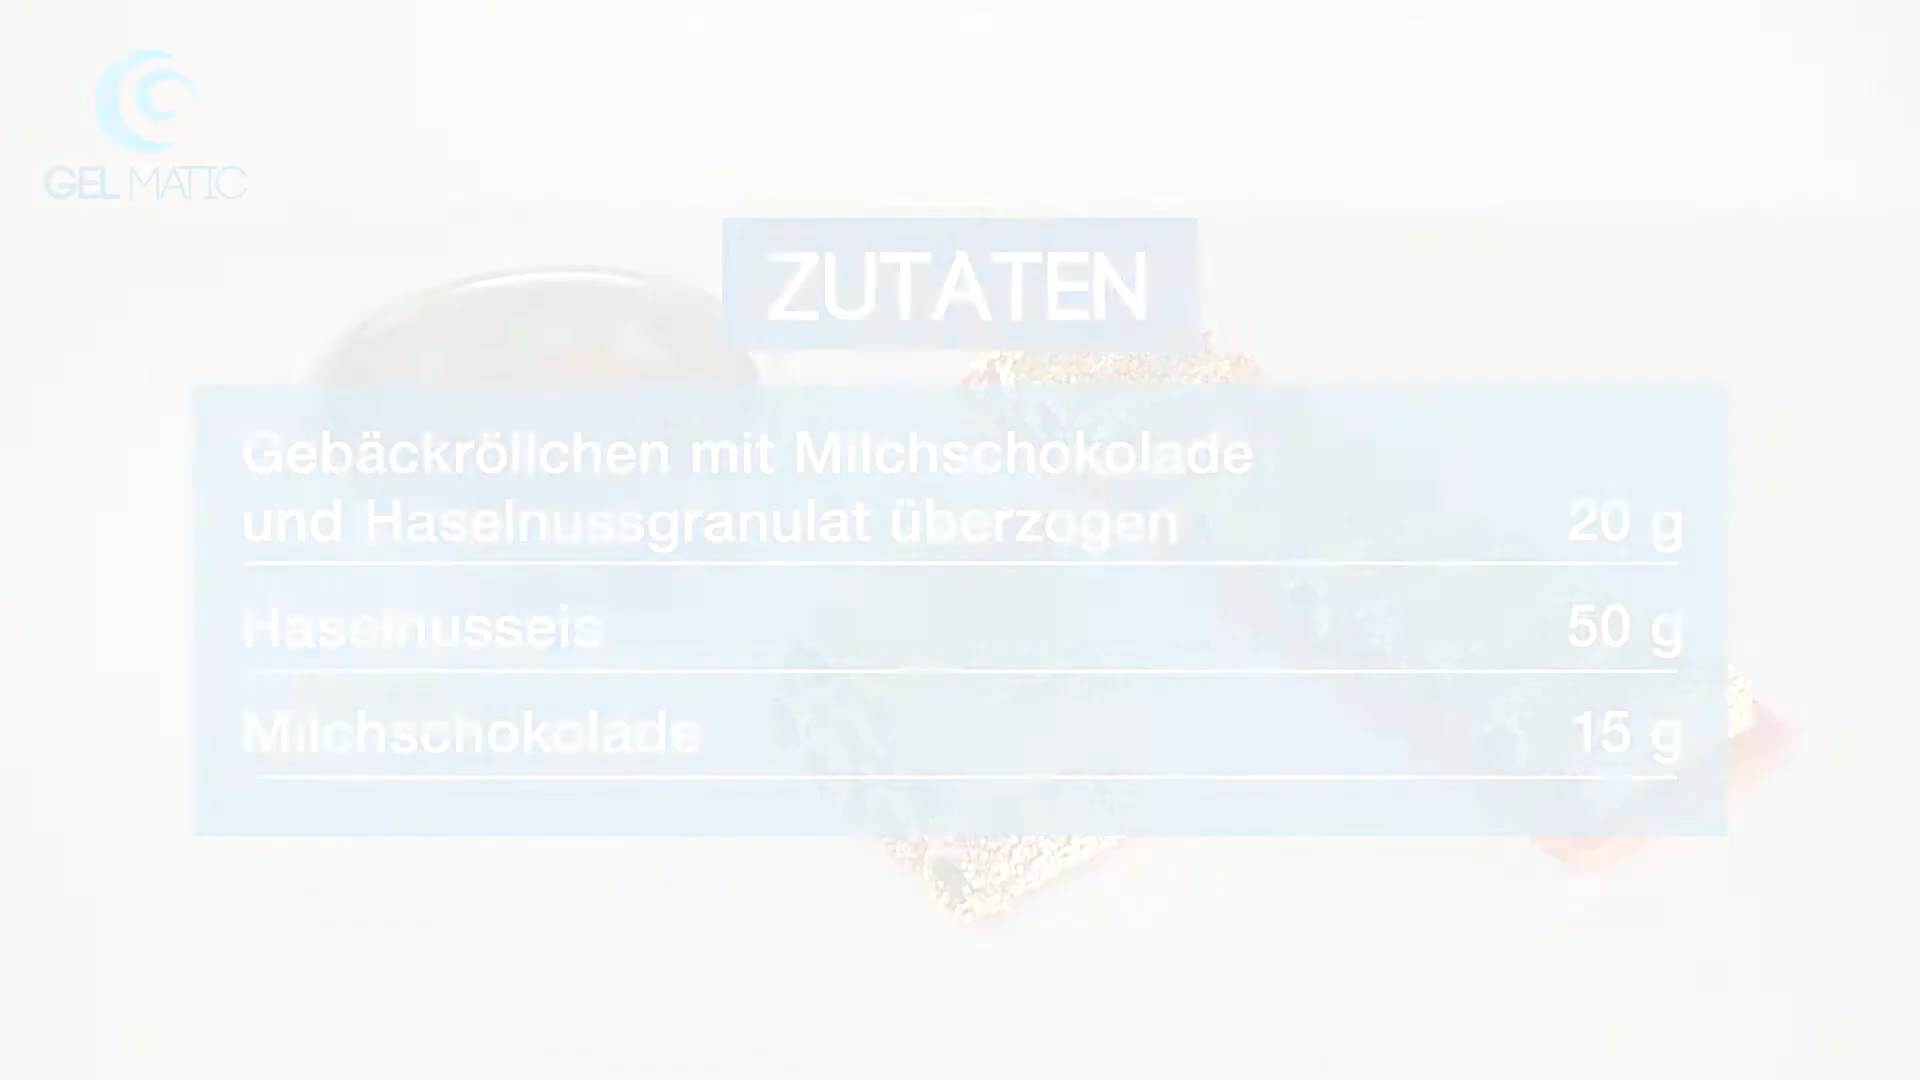 GEL MATIC
ZUTATEN
Gebäckröllchen mit Milchschokolade
und Haselnussgranulat überzogen 20 g
Haselnusseis 50 g
Milchschokolade 15 g